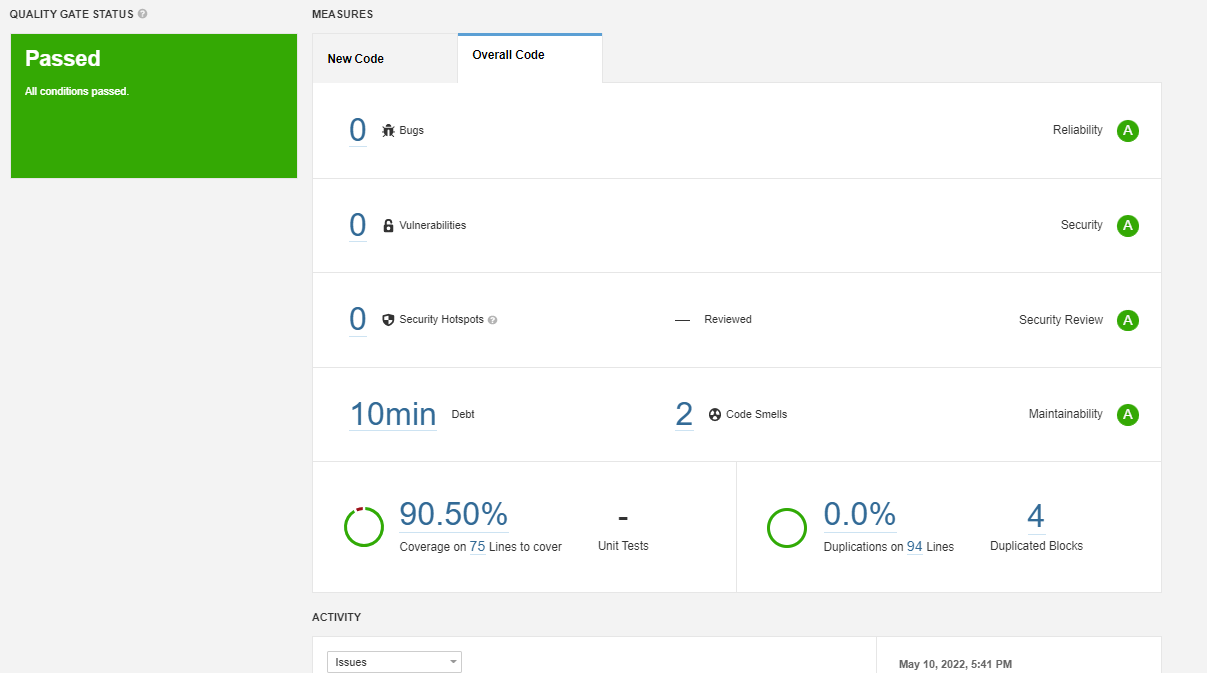 QUALITY GATE STATUS
Passed
All conditions passed.
MEASURES
New Code
Overall Code
0 Bugs
Reliability A
0 Vulnerabilities
Security A
0 Security Hotspots
— Reviewed
Security Review A
10min Debt
2 Code Smells
Maintainability A
90.50%
Coverage on 75 Lines to cover
-
Unit Tests
0.0%
Duplications on 94 Lines
4
Duplicated Blocks
ACTIVITY
Issues
May 10, 2022, 5:41 PM